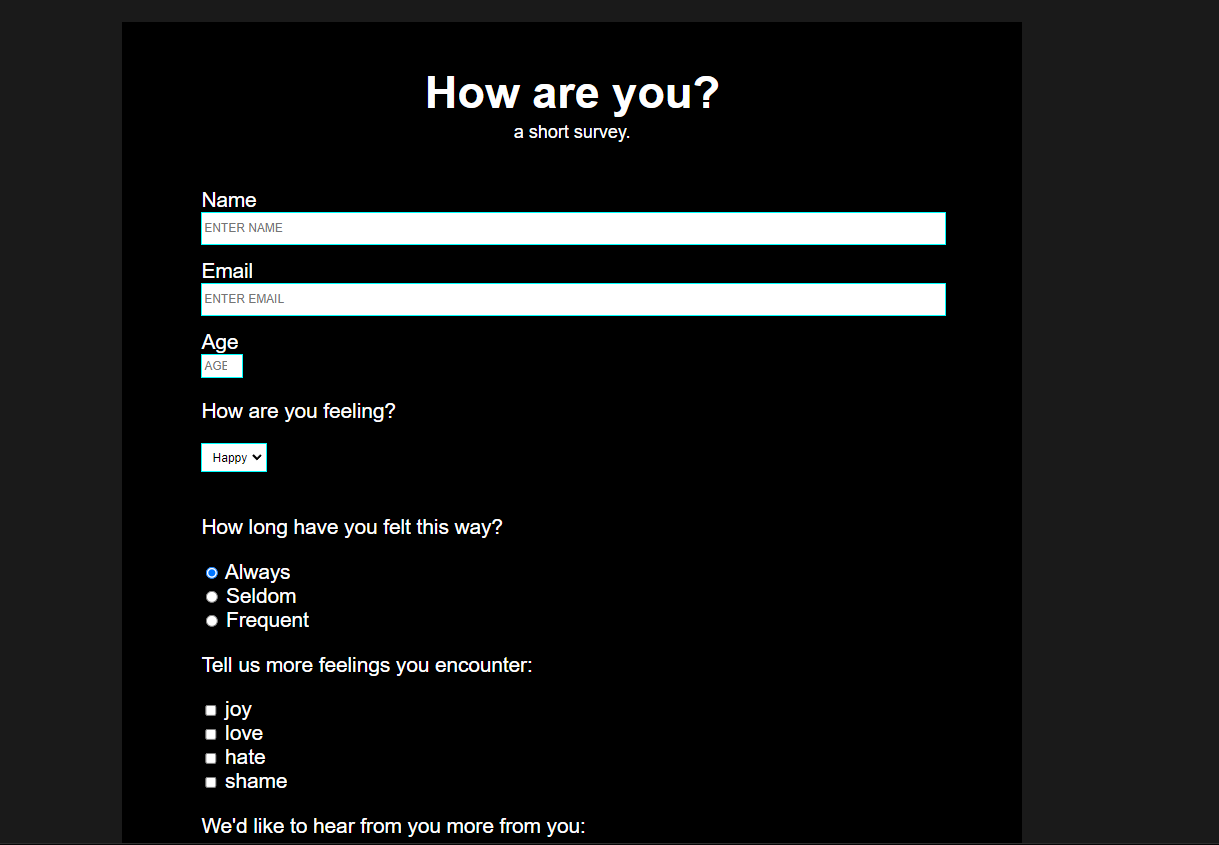 How are you?
a short survey.
Name
ENTER NAME
Email
ENTER EMAIL
Age
AGE
How are you feeling?
Happy
How long have you felt this way?
Always
Seldom
Frequent
Tell us more feelings you encounter:
joy
love
hate
shame
We'd like to hear from you more from you: